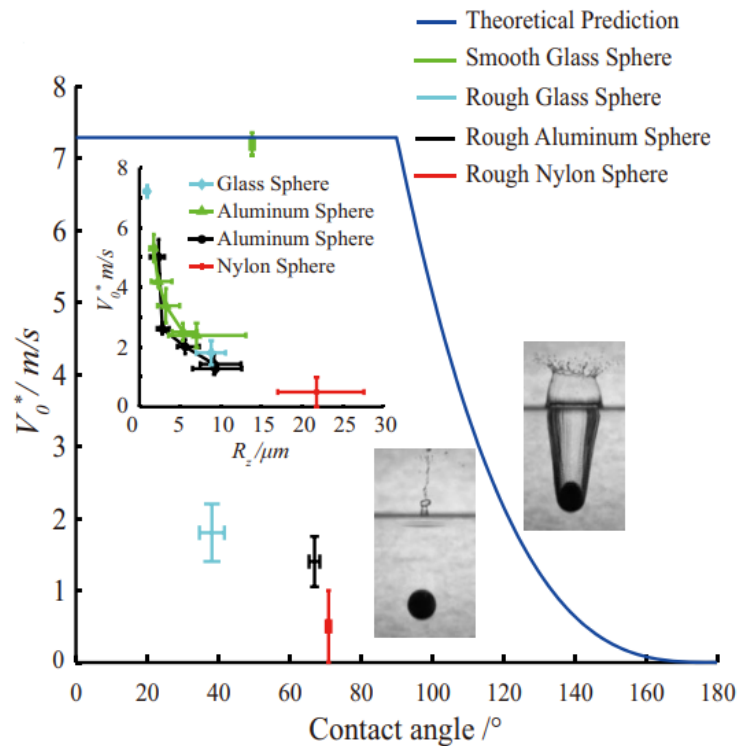 Theoretical Prediction
Smooth Glass Sphere
Rough Glass Sphere
Rough Aluminum Sphere
Rough Nylon Sphere
V0*/ m/s
8
7
6
5
4
3
2
1
0
0 20 40 60 80 100 120 140 160 180
Contact angle /°
V0* m/s
8
6
4
2
0
0 5 10 15 20 25 30
Rz /μm
Glass Sphere
Aluminum Sphere
Aluminum Sphere
Nylon Sphere